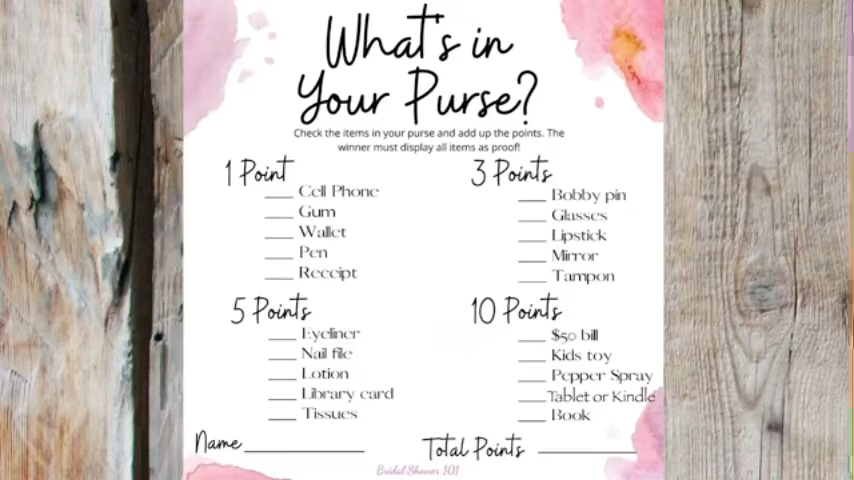 What's in
Your Purse?
Check the items in your purse and add up the points. The
winner must display all items as proof!
1 Point
___ Cell Phone
___ Gum
___ Wallet
___ Pen
___ Receipt
3 Points
___ Bobby pin
___ Glasses
___ Lipstick
___ Mirror
___ Tampon
5 Points
___ Eyeliner
___ Nail file
___ Lotion
___ Library card
___ Tissues
10 Points
___ $50 bill
___ Kids toy
___ Pepper Spray
___ Tablet or Kindle
___ Book
Name___________
Total Points ___________
Bridal Shower 101